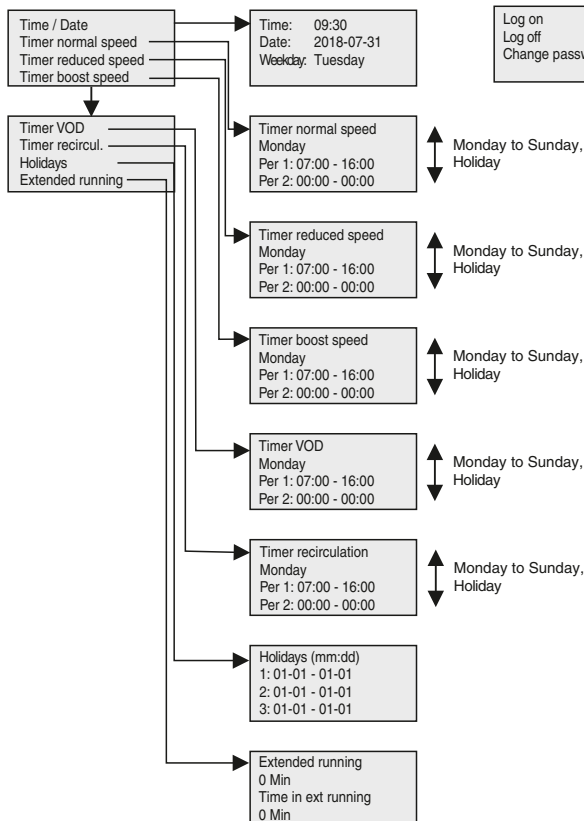 Time / Date
Timer normal speed
Timer reduced speed
Timer boost speed
Time: 09:30
Date: 2018-07-31
Weekday: Tuesday
Log on
Log off
Change
Timer VOD
Timer recircul.
Holidays
Extended running
Timer normal speed
Monday
Per 1: 07:00 - 16:00
Per 2: 00:00 - 00:00
Monday to Sunday,
Holiday
Timer reduced speed
Monday
Per 1: 07:00 - 16:00
Per 2: 00:00 - 00:00
Monday to Sunday,
Holiday
Timer boost speed
Monday
Per 1: 07:00 - 16:00
Per 2: 00:00 - 00:00
Monday to Sunday,
Holiday
Timer VOD
Monday
Per 1: 07:00 - 16:00
Per 2: 00:00 - 00:00
Monday to Sunday,
Holiday
Timer recirculation
Monday
Per 1: 07:00 - 16:00
Per 2: 00:00 - 00:00
Monday to Sunday,
Holiday
Holidays (mm:dd)
1: 01-01 - 01-01
2: 01-01 - 01-01
3: 01-01 - 01-01
Extended running
0 Min
Time in ext running
0 Min